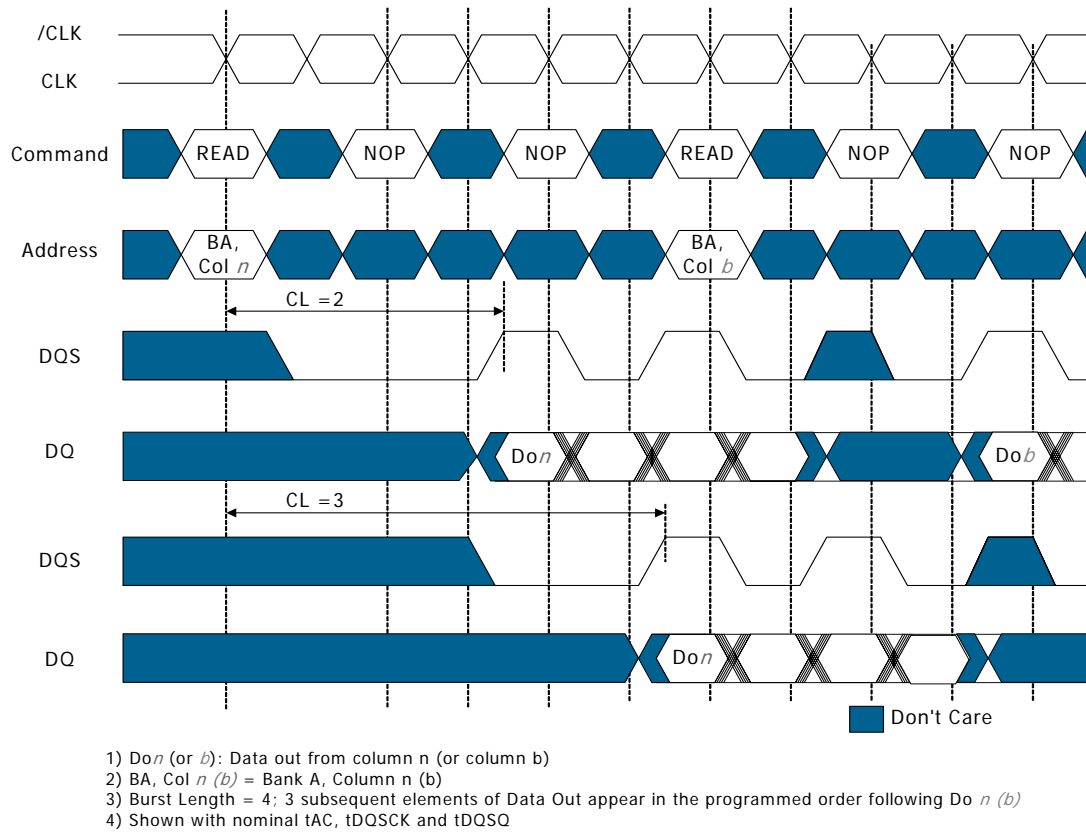 /CLK
CLK
Command
READ
NOP
NOP
READ
NOP
NOP
Address
BA,
Col n
BA,
Col b
CL =2
DQS
DQ
Don
Dob
CL =3
DQS
DQ
Don
Don't Care
1) Don (or b): Data out from column n (or column b)
2) BA, Col n (b) = Bank A, Column n (b)
3) Burst Length = 4; 3 subsequent elements of Data Out appear in the programmed order following Do n (b)
4) Shown with nominal tAC, tDQSCK and tDQSQ